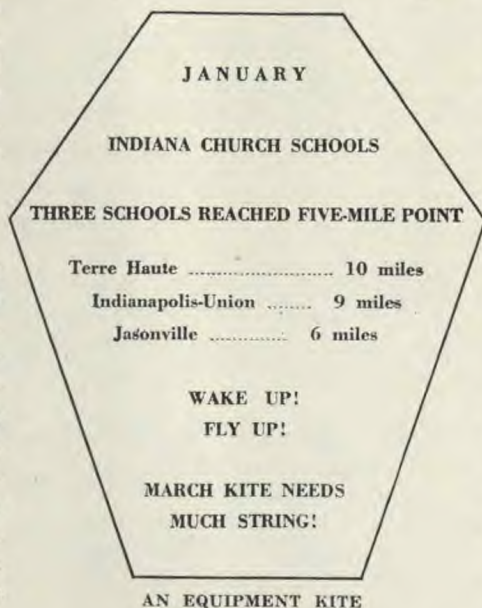 JANUARY
INDIANA CHURCH SCHOOLS
THREE SCHOOLS REACHED FIVE-MILE POINT
Terre Haute ........................ 10 miles
Indianapolis-Union ........ 9 miles
Jasonville ............. 6 miles
WAKE UP!
FLY UP!
MARCH KITE NEEDS
MUCH STRING!
AN EQUIPMENT KITE